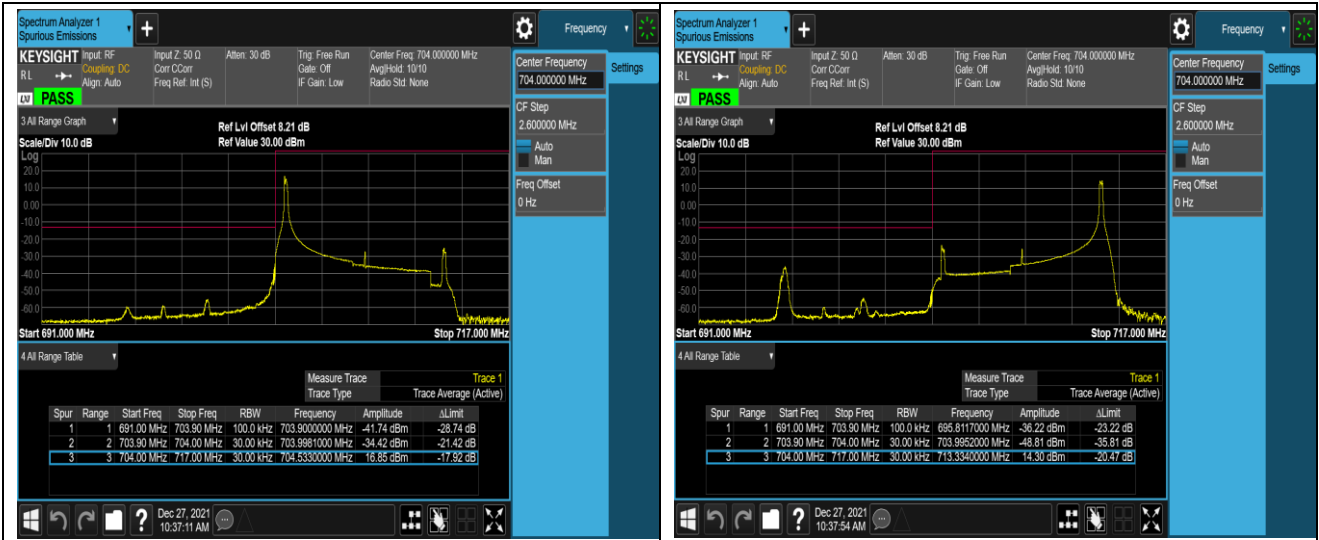 Spectrum Analyzer 1
Spurious Emissions
Frequency
KEYSIGHT Input: RF Input Z: 50 Ω Atten: 30 dB Trig: Free Run Center Freq: 704.000000 MHz
Coupling: DC Corr CCorr Gate: Off Avg|Hold: 10/10
RL Align: Auto Freq Ref: Int (S) IF Gain: Low Radio Std: None
LXI PASS
Center Frequency
704.000000 MHz
Settings
CF Step
2.600000 MHz
Auto
Man
Freq Offset
0 Hz
3 All Range Graph
Ref Lvl Offset 8.21 dB
Scale/Div 10.0 dB Ref Value 30.00 dBm
Log
20.0
10.0
0.00
-10.0
-20.0
-30.0
-40.0
-50.0
-60.0
Start 691.000 MHz Stop 717.000 MHz
4 All Range Table
Measure Trace Trace 1
Trace Type Trace Average (Active)
Spur Range Start Freq Stop Freq RBW Frequency Amplitude ΔLimit
1 1 691.00 MHz 703.90 MHz 100.0 kHz 703.9000000 MHz -41.74 dBm -28.74 dB
2 2 703.90 MHz 704.00 MHz 30.00 kHz 703.9981000 MHz -34.42 dBm -21.42 dB
3 3 704.00 MHz 717.00 MHz 30.00 kHz 704.5330000 MHz 16.85 dBm -17.92 dB
?
Dec 27, 2021
10:37:11 AM
Spectrum Analyzer 1
Spurious Emissions
Frequency
KEYSIGHT Input: RF Input Z: 50 Ω Atten: 30 dB Trig: Free Run Center Freq: 704.000000 MHz
Coupling: DC Corr CCorr Gate: Off Avg|Hold: 10/10
RL Align: Auto Freq Ref: Int (S) IF Gain: Low Radio Std: None
LXI PASS
Center Frequency
704.000000 MHz
Settings
CF Step
2.600000 MHz
Auto
Man
Freq Offset
0 Hz
3 All Range Graph
Ref Lvl Offset 8.21 dB
Scale/Div 10.0 dB Ref Value 30.00 dBm
Log
20.0
10.0
0.00
-10.0
-20.0
-30.0
-40.0
-50.0
-60.0
Start 691.000 MHz Stop 717.000 MHz
4 All Range Table
Measure Trace Trace 1
Trace Type Trace Average (Active)
Spur Range Start Freq Stop Freq RBW Frequency Amplitude ΔLimit
1 1 691.00 MHz 703.90 MHz 100.0 kHz 695.8117000 MHz -36.22 dBm -23.22 dB
2 2 703.90 MHz 704.00 MHz 30.00 kHz 703.9952000 MHz -48.81 dBm -35.81 dB
3 3 704.00 MHz 717.00 MHz 30.00 kHz 713.3340000 MHz 14.30 dBm -20.47 dB
?
Dec 27, 2021
10:37:54 AM